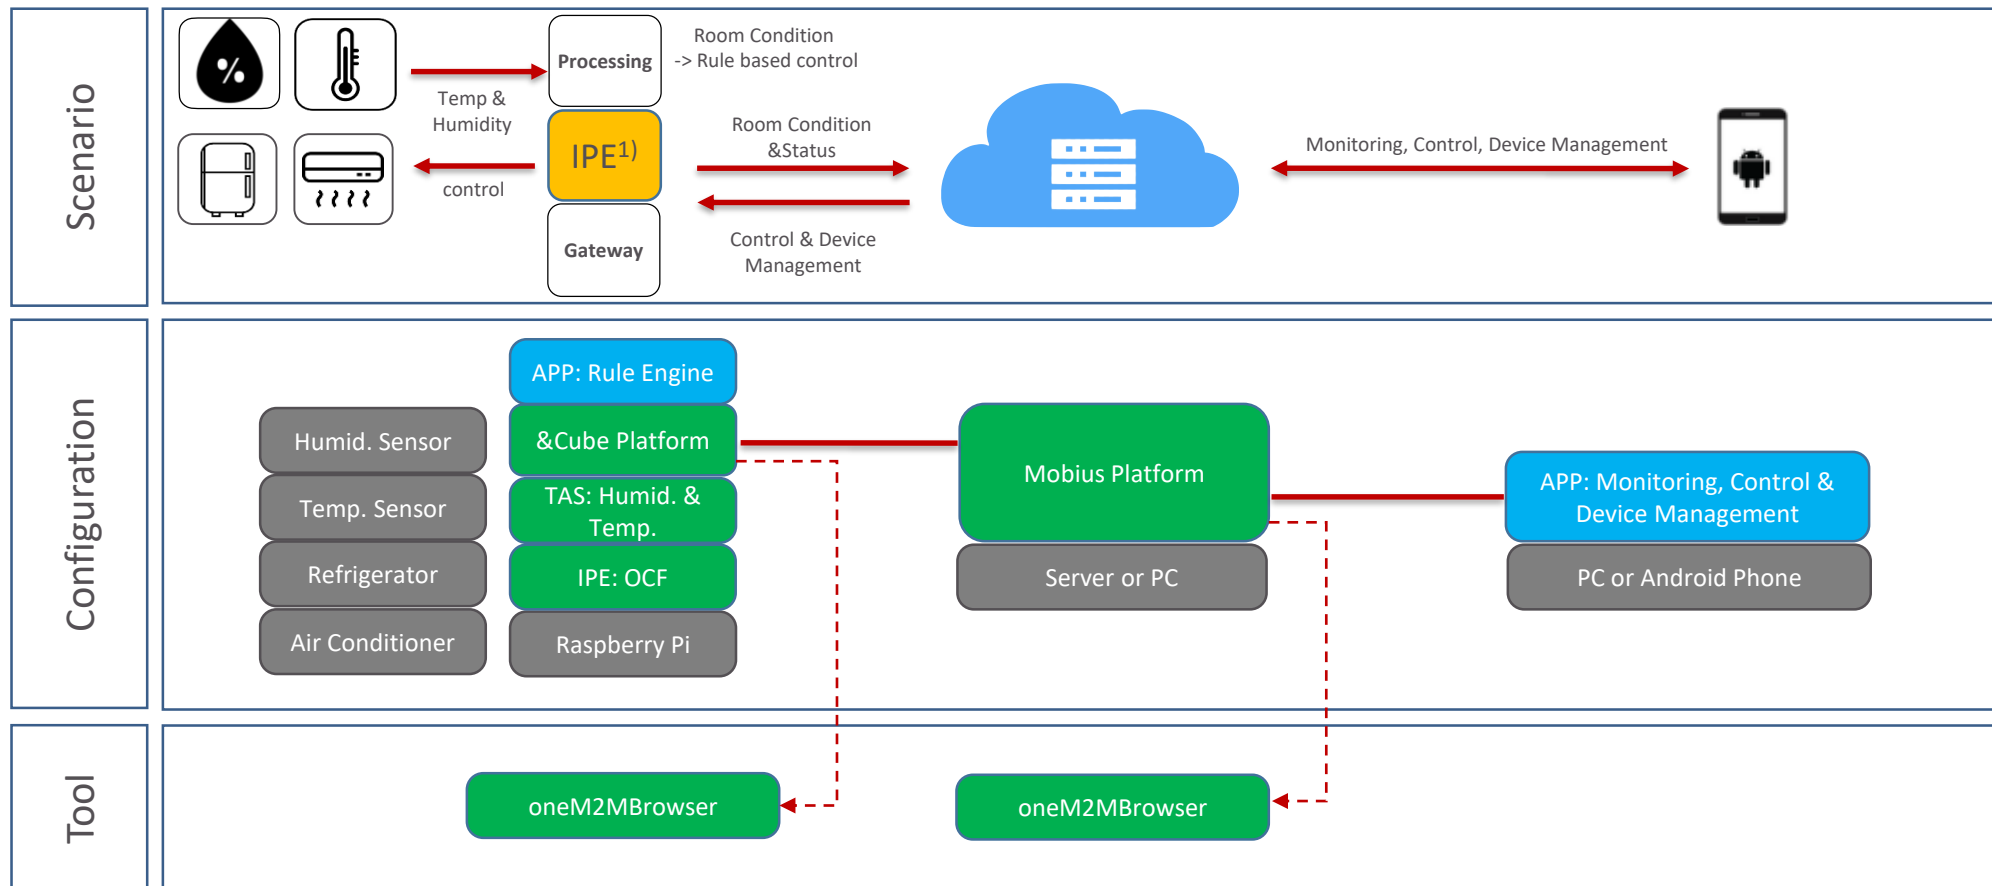 Scenario
%
Processing
Room Condition
-> Rule based control
Temp &
Humidity
IPE1)
control
Gateway
Room Condition
&Status
Control & Device
Management
Monitoring, Control, Device Management
Configuration
Humid. Sensor
Temp. Sensor
Refrigerator
Air Conditioner
APP: Rule Engine
&Cube Platform
TAS: Humid. &
Temp.
IPE: OCF
Raspberry Pi
Mobius Platform
Server or PC
APP: Monitoring, Control &
Device Management
PC or Android Phone
Tool
oneM2MBrowser
oneM2MBrowser